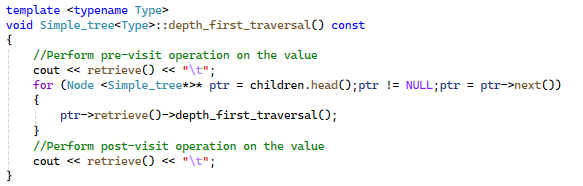 template <typename Type>
void Simple_tree<Type>::depth_first_traversal() const
{
    //Perform pre-visit operation on the value
    cout << retrieve() << "\t";
    for (Node <Simple_tree*>* ptr = children.head();ptr != NULL;ptr = ptr->next())
    {
        ptr->retrieve()->depth_first_traversal();
    }
    //Perform post-visit operation on the value
    cout << retrieve() << "\t";
}